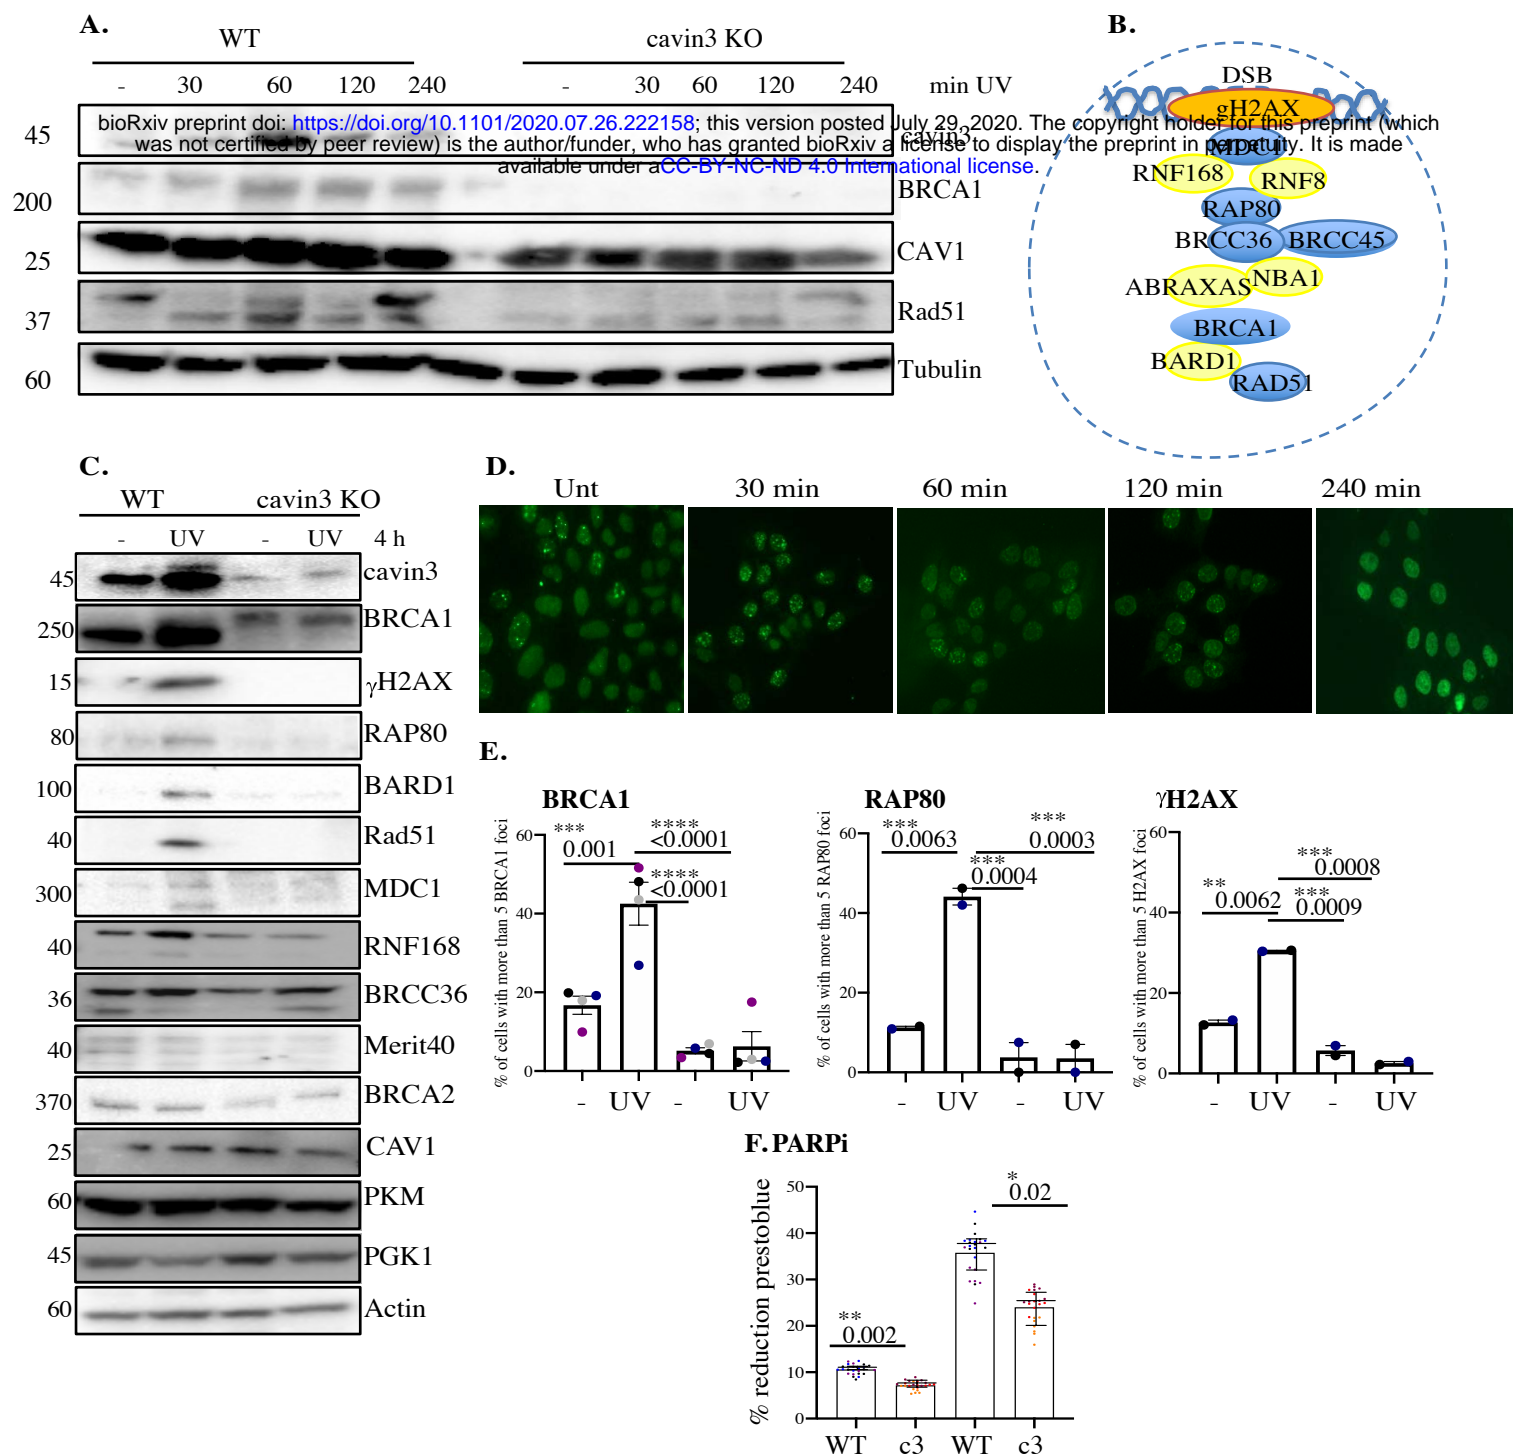 A.
WT cavin3 KO
- 30 60 120 240 - 30 60 120 240 min UV
45 cavin3
bioRxiv preprint doi: https://doi.org/10.1101/2020.07.26.222158; this version posted July 29, 2020. The copyright holder for this preprint (which
was not certified by peer review) is the author/funder, who has granted bioRxiv a license to display the preprint in perpetuity. It is made
available under aCC-BY-NC-ND 4.0 International license.
200 BRCA1
25 CAV1
37 Rad51
60 Tubulin
B.
DSB
gH2AX
MDC1
RNF168 RNF8
RAP80
BRCC36 BRCC45
ABRAXAS NBA1
BRCA1
BARD1
RAD51
C.
WT cavin3 KO
- UV - UV 4 h
45 cavin3
250 BRCA1
15 γH2AX
80 RAP80
100 BARD1
40 Rad51
300 MDC1
40 RNF168
36 BRCC36
40 Merit40
370 BRCA2
25 CAV1
60 PKM
45 PGK1
60 Actin
D.
Unt 30 min 60 min 120 min 240 min
E.
BRCA1
% of cells with more than 5 BRCA1 foci
60
40
20
0
*** 0.001
**** <0.0001
**** <0.0001
- UV - UV
RAP80
% of cells with more than 5 RAP80 foci
60
40
20
0
*** 0.0063
*** 0.0003
*** 0.0004
- UV - UV
γH2AX
% of cells with more than 5 H2AX foci
60
40
20
0
** 0.0062
*** 0.0008
*** 0.0009
- UV - UV
F. PARPi
% reduction prestoblue
50
40
30
20
10
0
** 0.002
* 0.02
WT c3 WT c3